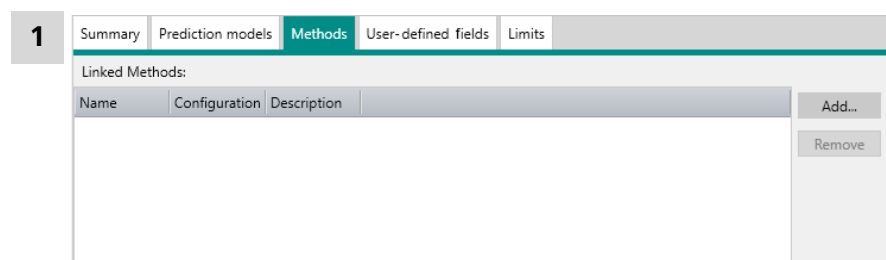 1
Summary Prediction models Methods User-defined fields Limits
Linked Methods:
Name Configuration Description
Add...
Remove